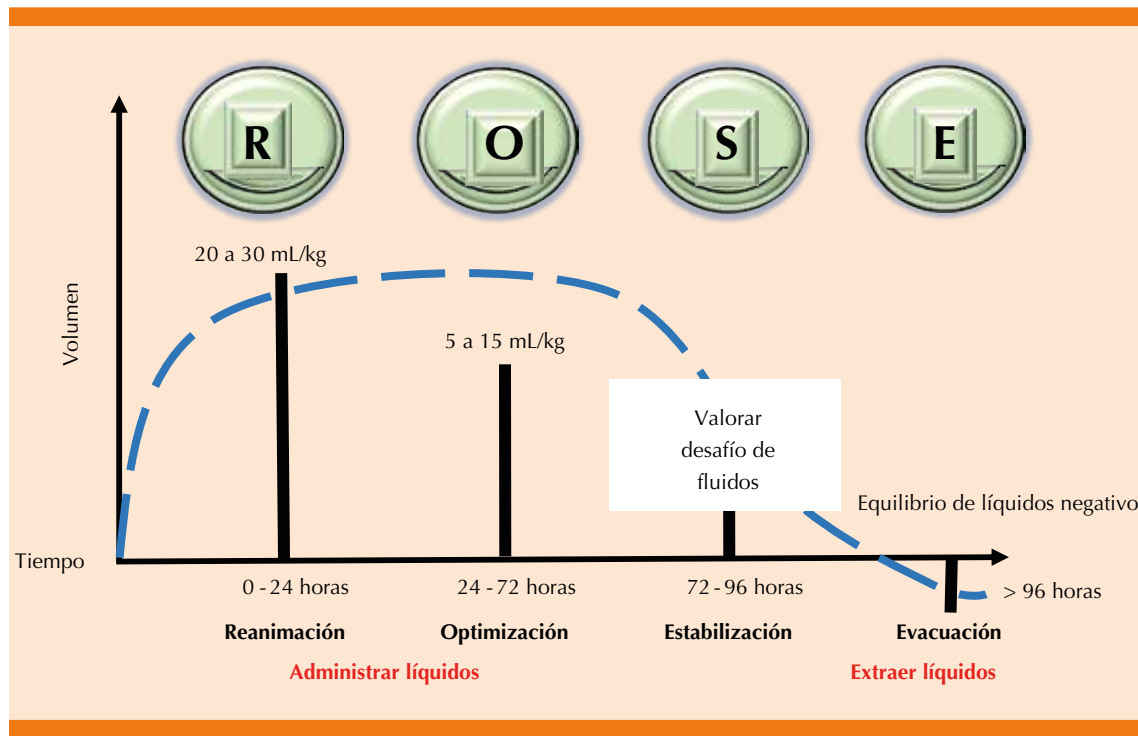 R O S E
20 a 30 mL/kg
5 a 15 mL/kg
Volumen
Valorar
desafío de
fluidos
Equilibrio de líquidos negativo
Tiempo
0 - 24 horas 24 - 72 horas 72 - 96 horas > 96 horas
Reanimación Optimización Estabilización Evacuación
Administrar líquidos Extraer líquidos